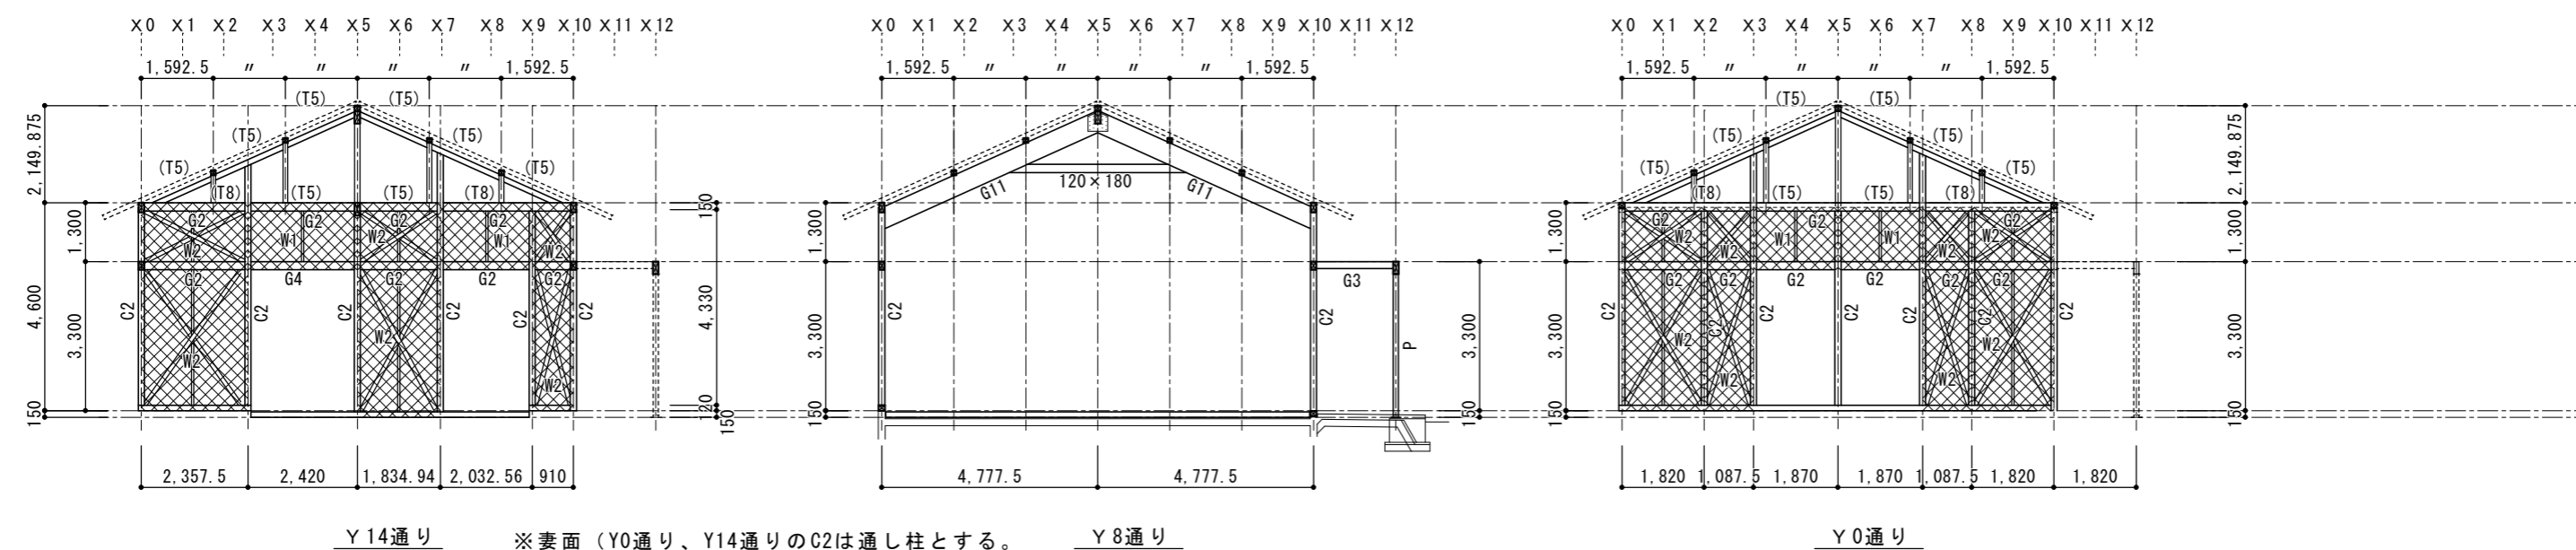 X0 X1 X2 X3 X4 X5 X6 X7 X8 X9 X10 X11 X12
1,592.5 〃 〃 〃 〃 1,592.5
(T5) (T5)
(T5) (T5)
(T5) (T5)
(T8) (T5) (T5) (T8)
G2 G2 G2 G2
W2 W1 W2 W1 W2
G2 G4 G2 G2 G2
C2 C2 C2 C2 C2 C2
W2 W2 W2
2,149.875
4,600
1,300
3,300
150
150
4,330
120
150
2,357.5 2,420 1,834.94 2,032.56 910
Y14通り
※妻面（Y0通り、Y14通りのC2は通し柱とする。
X0 X1 X2 X3 X4 X5 X6 X7 X8 X9 X10 X11 X12
1,592.5 〃 〃 〃 〃 1,592.5
G11 120×180 G11
G3
C2 C2 P
1,300
3,300
150
3,300
150
4,777.5 4,777.5
Y8通り
X0 X1 X2 X3 X4 X5 X6 X7 X8 X9 X10 X11 X12
1,592.5 〃 〃 〃 〃 1,592.5
(T5) (T5)
(T5) (T5)
(T5) (T5)
(T8) (T5) (T5) (T8)
G2 G2 G2
W2 W2 W1 W1 W2 W2
G2 G2 G2 G2 G2 G2
C2 C2 C2 C2 C2 C2 C2
W2 W2 W2 W2
1,300
3,300
150
2,149.875
1,300
3,300
150
1,820 1,087.5 1,870 1,870 1,087.5 1,820 1,820
Y0通り